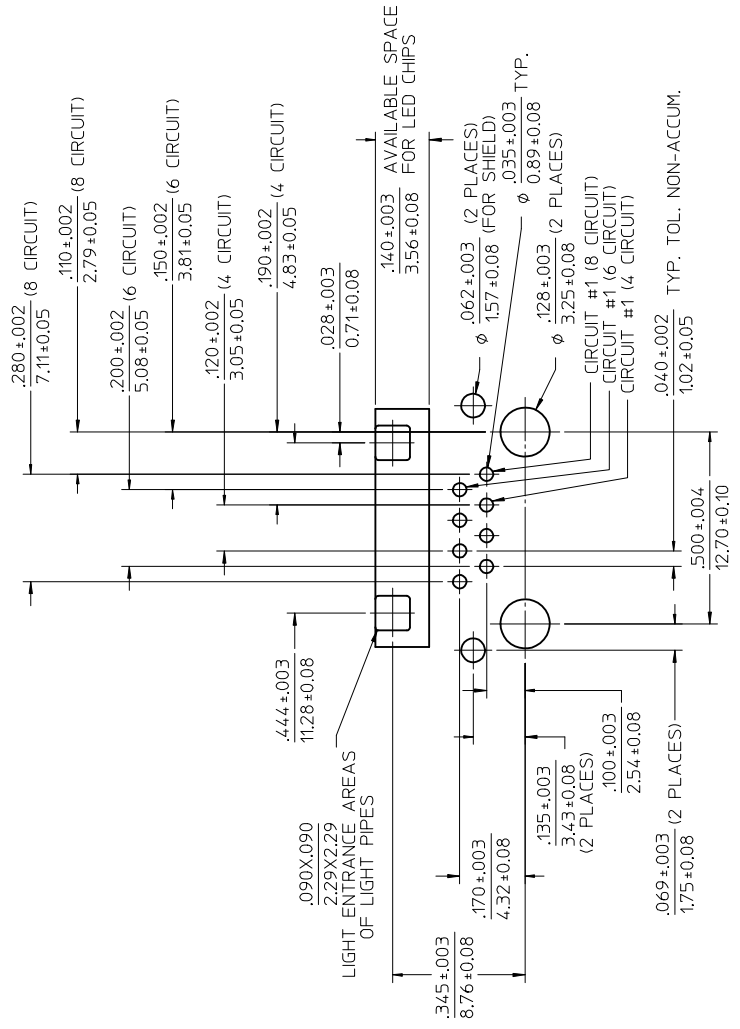 .280±.002
7.11±0.05
(8 CIRCUIT)
.110±.002
2.79±0.05
(8 CIRCUIT)
.200±.002
5.08±0.05
(6 CIRCUIT)
.150±.002
3.81±0.05
(6 CIRCUIT)
.120±.002
3.05±0.05
(4 CIRCUIT)
.190±.002
4.83±0.05
(4 CIRCUIT)
.028±.003
0.71±0.08
.140±.003
3.56±0.08
AVAILABLE SPACE
FOR LED CHIPS
.444±.003
11.28±0.08
.090X.090
2.29X2.29
LIGHT ENTRANCE AREAS
OF LIGHT PIPES
ø .062±.003 (2 PLACES)
1.57±0.08 (FOR SHIELD)
ø .035±.003 TYP.
0.89±0.08
ø .128±.003 (2 PLACES)
3.25±0.08
CIRCUIT #1 (8 CIRCUIT)
CIRCUIT #1 (6 CIRCUIT)
CIRCUIT #1 (4 CIRCUIT)
.040±.002
1.02±0.05
TYP. TOL. NON-ACCUM.
.500±.004
12.70±0.10
.345±.003
8.76±0.08
.170±.003
4.32±0.08
.135±.003
3.43±0.08
(2 PLACES)
.100±.003
2.54±0.08
.069±.003
1.75±0.08
(2 PLACES)